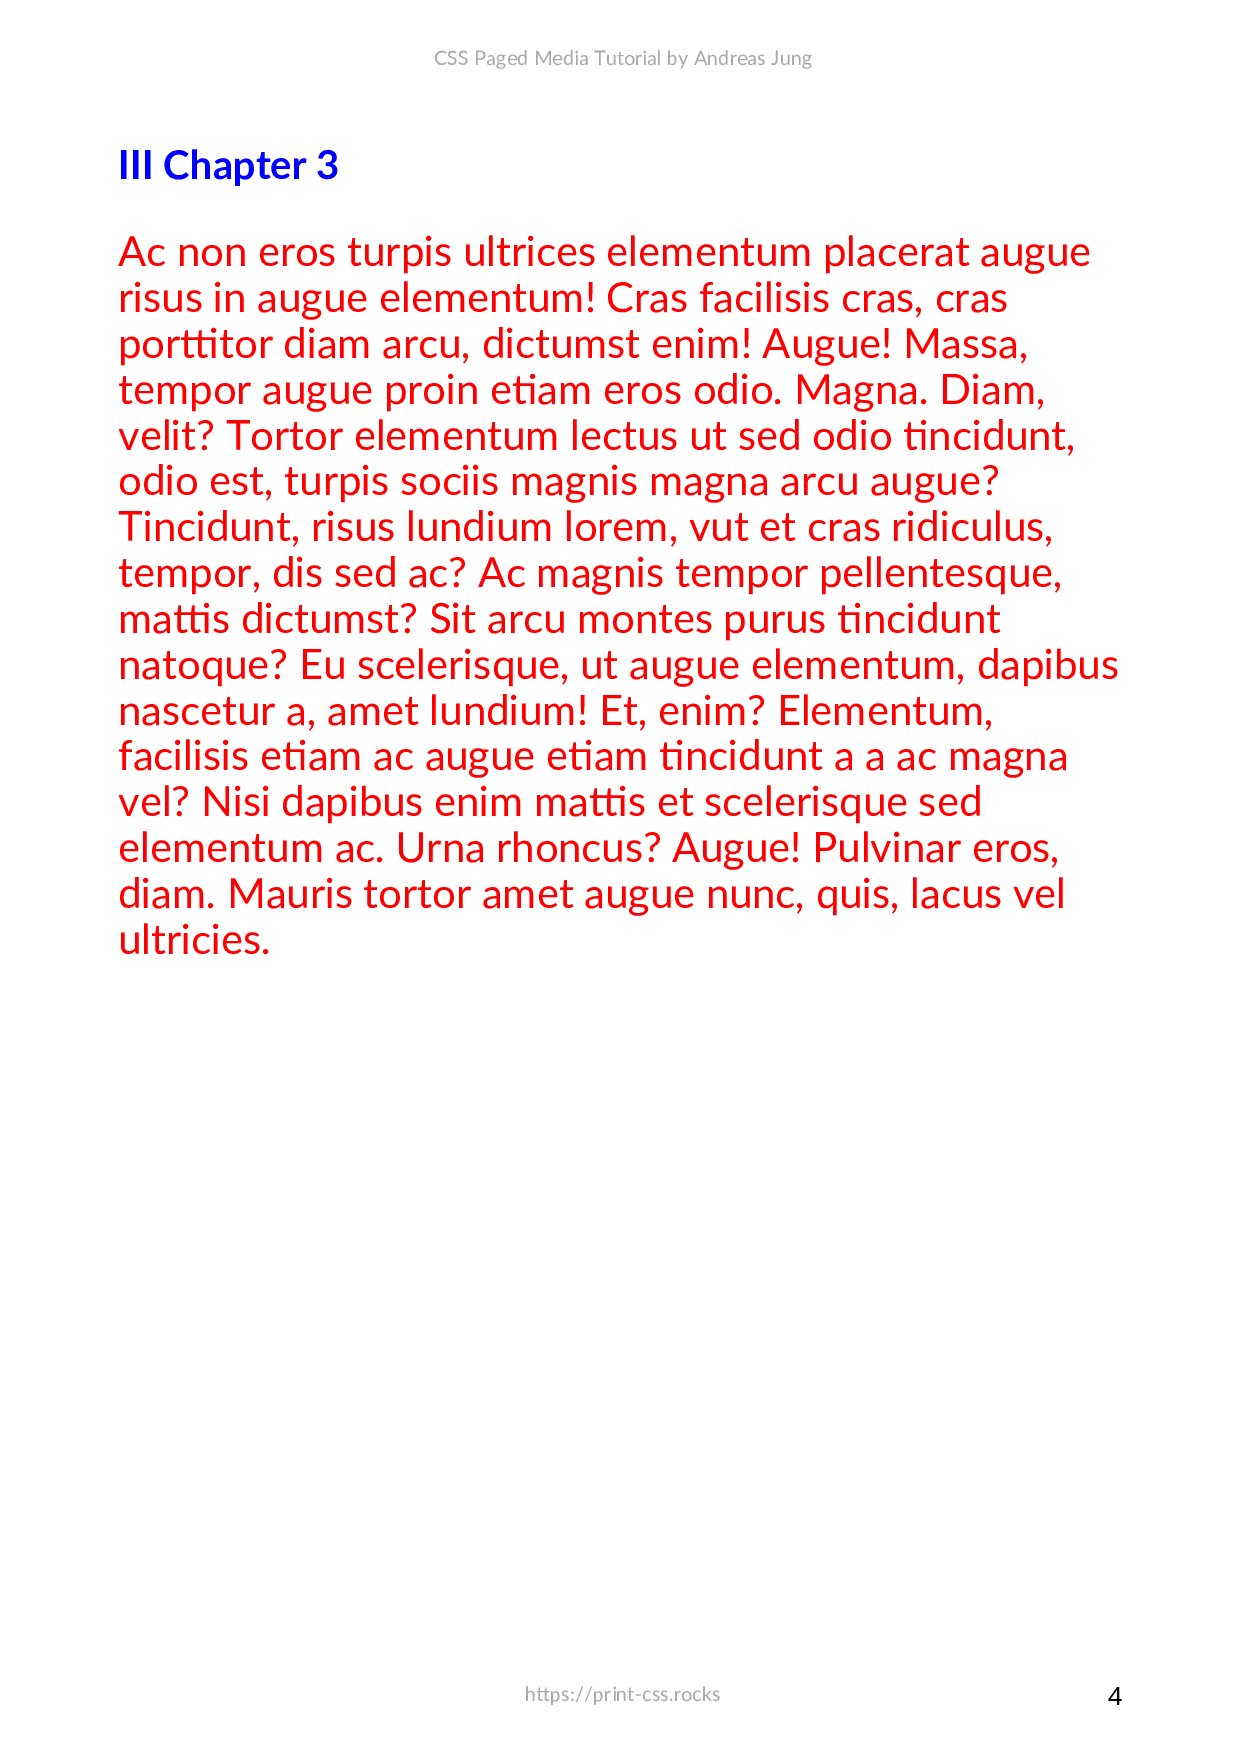 CSS Paged Media Tutorial by Andreas Jung
III Chapter 3
Ac non eros turpis ultrices elementum placerat augue
risus in augue elementum! Cras facilisis cras, cras
porttitor diam arcu, dictumst enim! Augue! Massa,
tempor augue proin etiam eros odio. Magna. Diam,
velit? Tortor elementum lectus ut sed odio tincidunt,
odio est, turpis sociis magnis magna arcu augue?
Tincidunt, risus lundium lorem, vut et cras ridiculus,
tempor, dis sed ac? Ac magnis tempor pellentesque,
mattis dictumst? Sit arcu montes purus tincidunt
natoque? Eu scelerisque, ut augue elementum, dapibus
nascetur a, amet lundium! Et, enim? Elementum,
facilisis etiam ac augue etiam tincidunt a a ac magna
vel? Nisi dapibus enim mattis et scelerisque sed
elementum ac. Urna rhoncus? Augue! Pulvinar eros,
diam. Mauris tortor amet augue nunc, quis, lacus vel
ultricies.
https://print-css.rocks
4